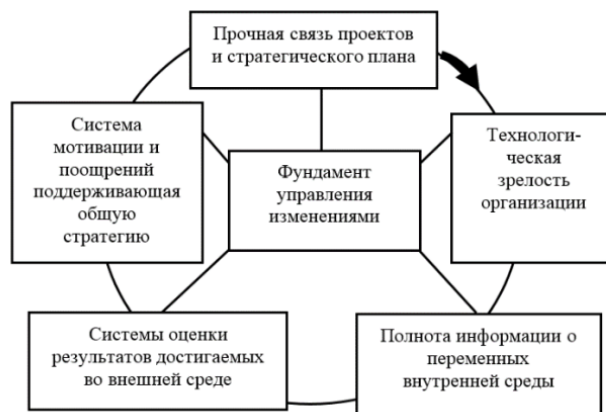 Прочная связь проектов
и стратегического плана
Система
мотивации и
поощрений
поддерживающая
общую
стратегию
Фундамент
управления
изменениями
Технологи-
ческая
зрелость
организации
Системы оценки
результатов достигаемых
во внешней среде
Полнота информации о
переменных
внутренней среды